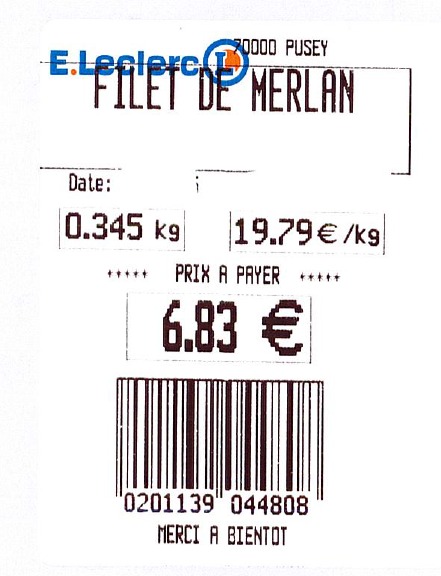 70000 PUSEY
E.Leclerc L
FILET DE MERLAN
Date:
0.345 kg 19.79 €/kg
+++++ PRIX A PAYER +++++
6.83 €
0201139 044808
MERCI A BIENTOT